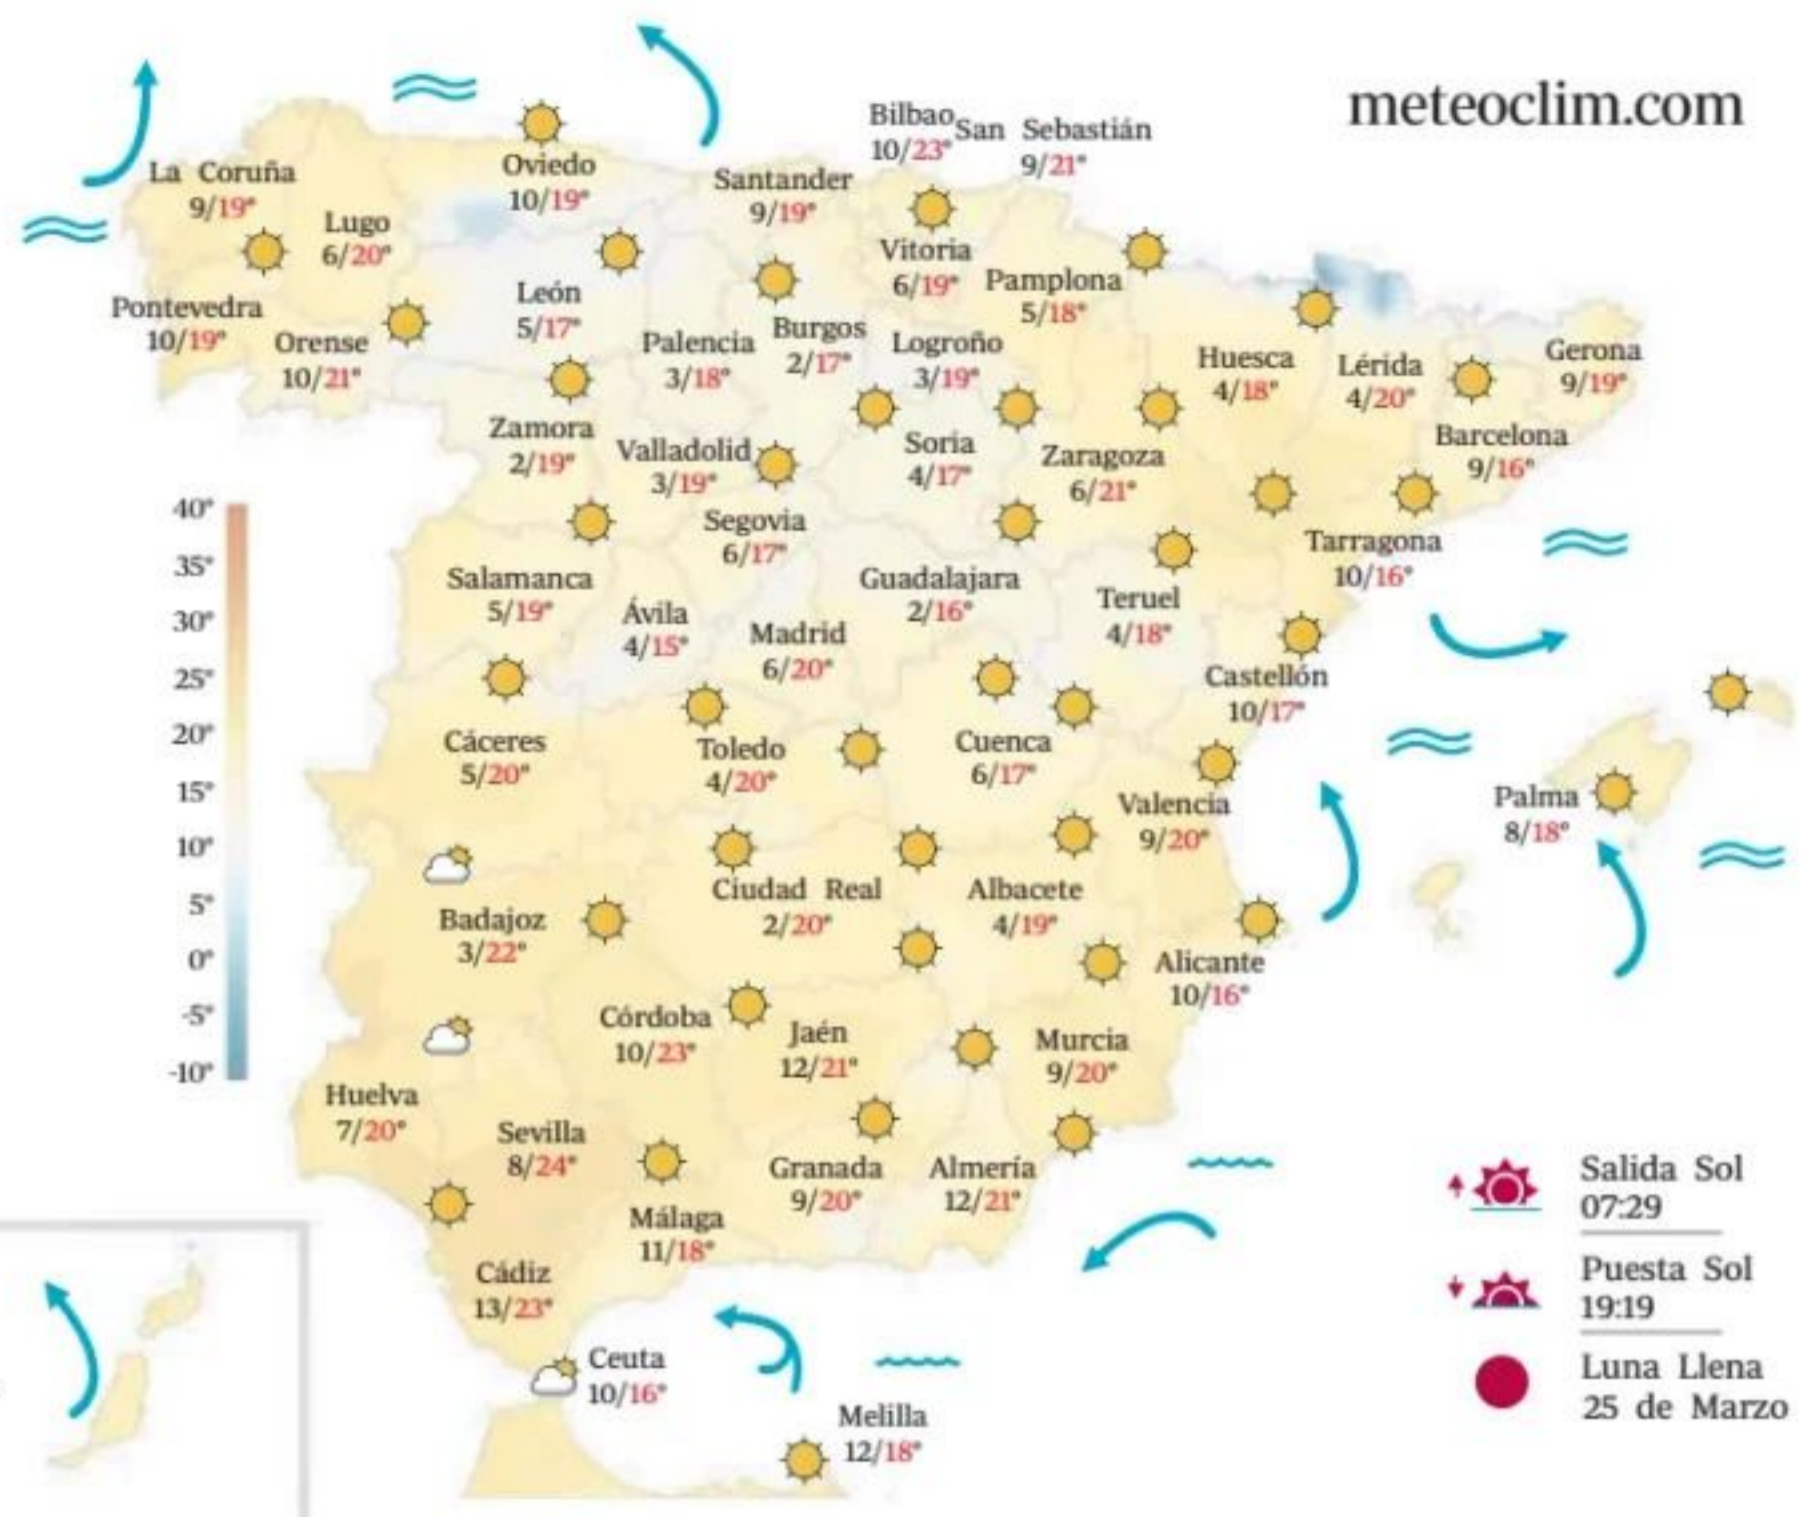 meteoclim.com
Bilbao
10/23°
San Sebastián
9/21°
La Coruña
9/19°
Oviedo
10/19°
Santander
9/19°
Lugo
6/20°
Vitoria
6/19°
Pamplona
5/18°
Pontevedra
10/19°
Orense
10/21°
León
5/17°
Palencia
3/18°
Burgos
2/17°
Logroño
3/19°
Huesca
4/18°
Lérida
4/20°
Gerona
9/19°
Zamora
2/19°
Valladolid
3/19°
Soria
4/17°
Zaragoza
6/21°
Barcelona
9/16°
Segovia
6/17°
Tarragona
10/16°
Salamanca
5/19°
Ávila
4/15°
Madrid
6/20°
Guadalajara
2/16°
Teruel
4/18°
Castellón
10/17°
Cáceres
5/20°
Toledo
4/20°
Cuenca
6/17°
Valencia
9/20°
Palma
8/18°
Badajoz
3/22°
Ciudad Real
2/20°
Albacete
4/19°
Alicante
10/16°
Córdoba
10/23°
Jaén
12/21°
Murcia
9/20°
Huelva
7/20°
Sevilla
8/24°
Granada
9/20°
Almería
12/21°
Málaga
11/18°
Cádiz
13/23°
Ceuta
10/16°
Melilla
12/18°
40°
35°
30°
25°
20°
15°
10°
5°
0°
-5°
-10°
Salida Sol
07:29
Puesta Sol
19:19
Luna Llena
25 de Marzo